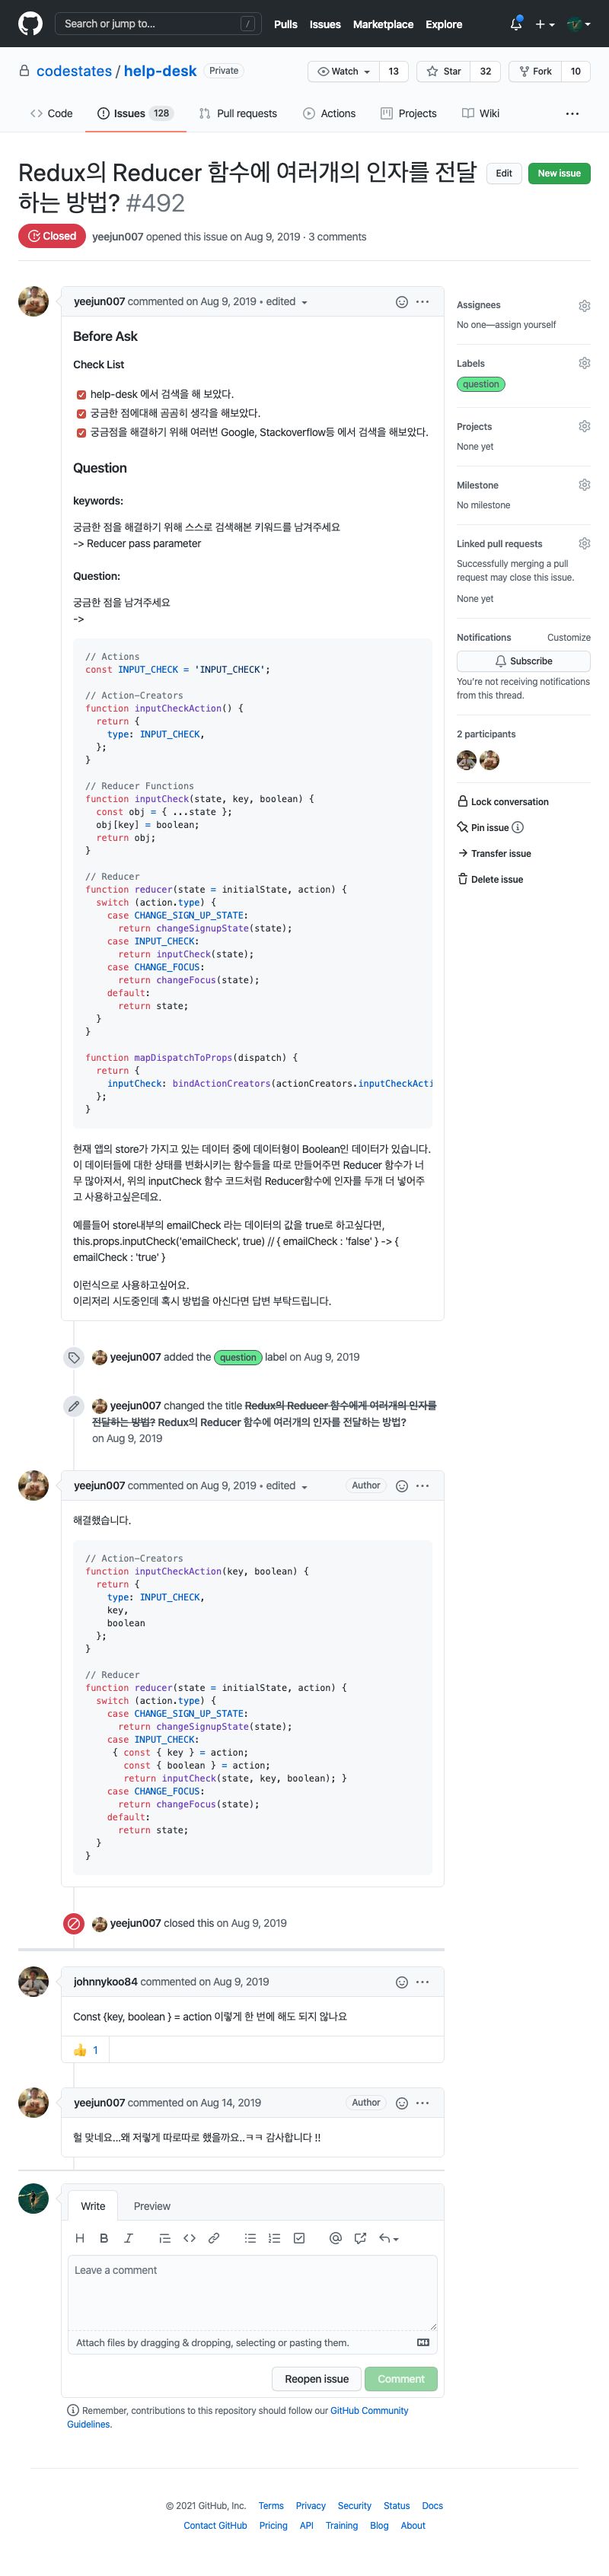 Search or jump to...
/
Pulls
Issues
Marketplace
Explore
codestates / help-desk
Private
Watch
13
Star
32
Fork
10
Code
Issues 128
Pull requests
Actions
Projects
Wiki
Redux의 Reducer 함수에 여러개의 인자를 전달
하는 방법? #492
Edit
New issue
Closed
yeejun007 opened this issue on Aug 9, 2019 · 3 comments
yeejun007 commented on Aug 9, 2019 • edited
Before Ask
Check List
help-desk 에서 검색을 해 보았다.
궁금한 점에대해 곰곰히 생각을 해보았다.
궁금점을 해결하기 위해 여러번 Google, Stackoverflow등 에서 검색을 해보았다.
Question
keywords:
궁금한 점을 해결하기 위해 스스로 검색해본 키워드를 남겨주세요
-> Reducer pass parameter
Question:
궁금한 점을 남겨주세요
->
// Actions
const INPUT_CHECK = 'INPUT_CHECK';
// Action-Creators
function inputCheckAction() {
return {
type: INPUT_CHECK,
};
}
// Reducer Functions
function inputCheck(state, key, boolean) {
const obj = { ...state };
obj[key] = boolean;
return obj;
}
// Reducer
function reducer(state = initialState, action) {
switch (action.type) {
case CHANGE_SIGN_UP_STATE:
return changeSignupState(state);
case INPUT_CHECK:
return inputCheck(state);
case CHANGE_FOCUS:
return changeFocus(state);
default:
return state;
}
}
function mapDispatchToProps(dispatch) {
return {
inputCheck: bindActionCreators(actionCreators.inputCheckActi
};
}
현재 앱의 store가 가지고 있는 데이터 중에 데이터형이 Boolean인 데이터가 있습니다.
이 데이터들에 대한 상태를 변화시키는 함수들을 따로 만들어주면 Reducer 함수가 너
무 많아져서, 위의 inputCheck 함수 코드처럼 Reducer함수에 인자를 두개 더 넣어주
고 사용하고싶은데요.
예를들어 store내부의 emailCheck 라는 데이터의 값을 true로 하고싶다면,
this.props.inputCheck('emailCheck', true) // { emailCheck : 'false' } -> {
emailCheck : 'true' }
이런식으로 사용하고싶어요.
이리저리 시도중인데 혹시 방법을 아신다면 답변 부탁드립니다.
Assignees
No one—assign yourself
Labels
question
Projects
None yet
Milestone
No milestone
Linked pull requests
Successfully merging a pull
request may close this issue.
None yet
Notifications
Customize
Subscribe
You're not receiving notifications
from this thread.
2 participants
Lock conversation
Pin issue
Transfer issue
Delete issue
yeejun007 added the question label on Aug 9, 2019
yeejun007 changed the title Redux의 Reducer 함수에게 여러개의 인자를
전달하는 방법? Redux의 Reducer 함수에 여러개의 인자를 전달하는 방법?
on Aug 9, 2019
yeejun007 commented on Aug 9, 2019 • edited
Author
해결했습니다.
// Action-Creators
function inputCheckAction(key, boolean) {
return {
type: INPUT_CHECK,
key,
boolean
};
}
// Reducer
function reducer(state = initialState, action) {
switch (action.type) {
case CHANGE_SIGN_UP_STATE:
return changeSignupState(state);
case INPUT_CHECK:
{ const { key } = action;
const { boolean } = action;
return inputCheck(state, key, boolean); }
case CHANGE_FOCUS:
return changeFocus(state);
default:
return state;
}
}
yeejun007 closed this on Aug 9, 2019
johnnykoo84 commented on Aug 9, 2019
Const {key, boolean } = action 이렇게 한 번에 해도 되지 않나요
👍 1
yeejun007 commented on Aug 14, 2019
Author
헐 맞네요...왜 저렇게 따로따로 했을까요..ㅋㅋ 감사합니다 !!
Write
Preview
Leave a comment
Attach files by dragging & dropping, selecting or pasting them.
Reopen issue
Comment
Remember, contributions to this repository should follow our GitHub Community
Guidelines.
© 2021 GitHub, Inc.
Terms
Privacy
Security
Status
Docs
Contact GitHub
Pricing
API
Training
Blog
About